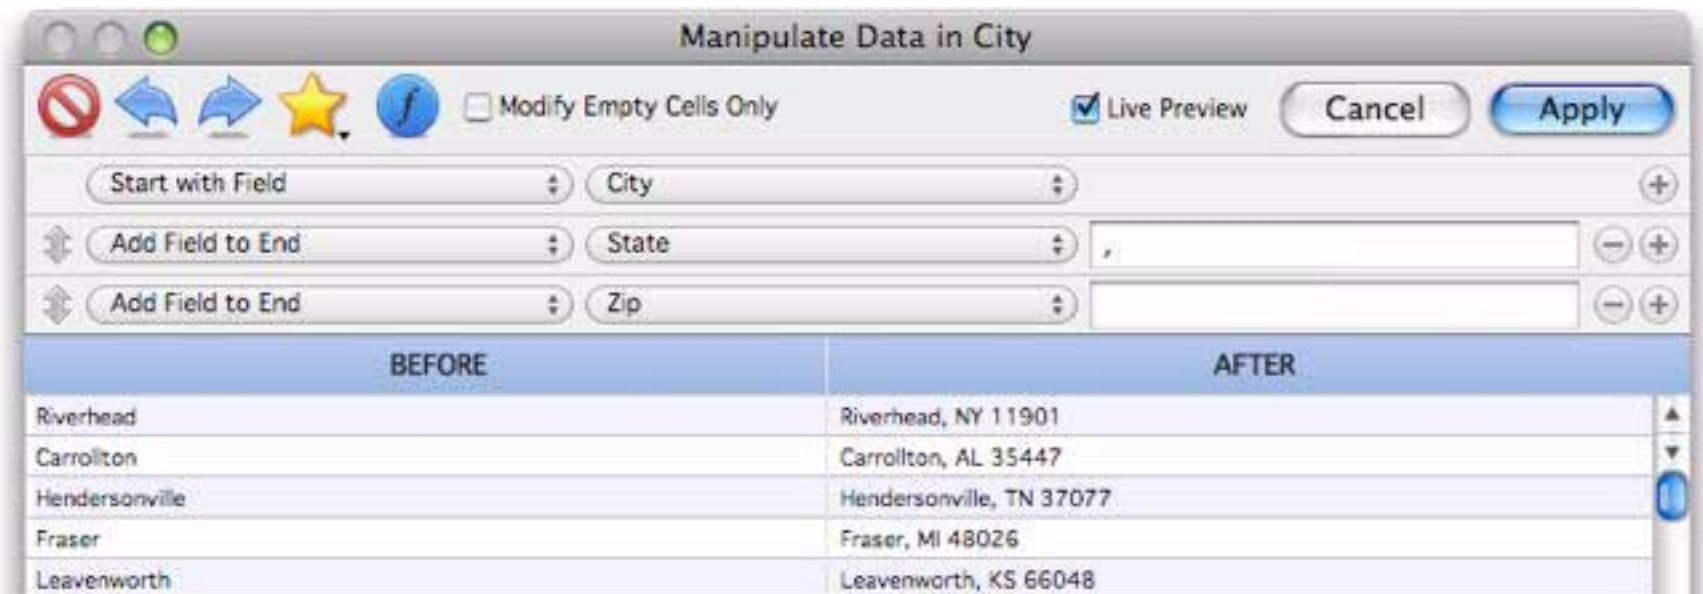 Manipulate Data in City
f Modify Empty Cells Only Live Preview Cancel Apply
Start with Field City
Add Field to End State ,
Add Field to End Zip
BEFORE AFTER
Riverhead Riverhead, NY 11901
Carrollton Carrollton, AL 35447
Hendersonville Hendersonville, TN 37077
Fraser Fraser, MI 48026
Leavenworth Leavenworth, KS 66048